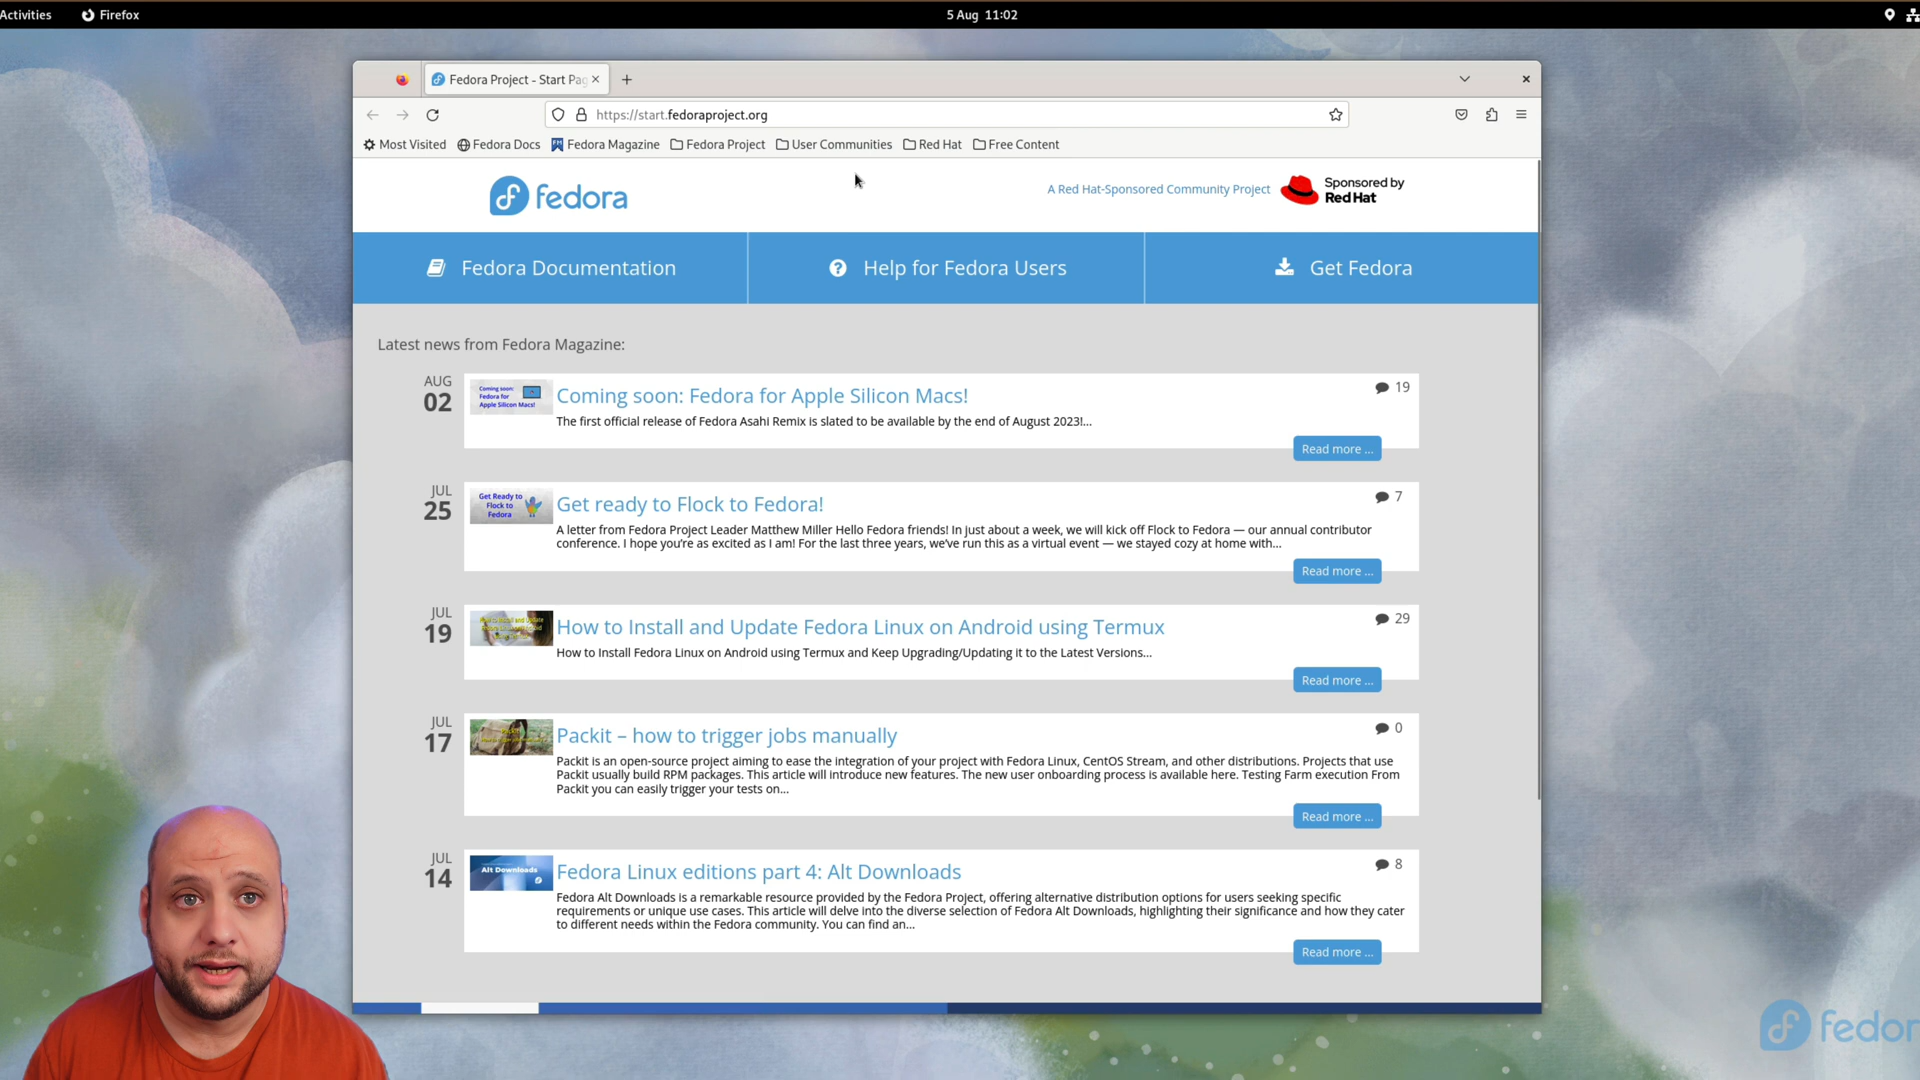 Activities Firefox 5 Aug 11:02
Fedora Project - Start Pag
https://start.fedoraproject.org
Most Visited Fedora Docs Fedora Magazine Fedora Project User Communities Red Hat Free Content
fedora
A Red Hat-Sponsored Community Project
Sponsored by
Red Hat
Fedora Documentation Help for Fedora Users Get Fedora
Latest news from Fedora Magazine:
AUG
02
Coming soon:
Fedora for
Apple Silicon Macs!
Coming soon: Fedora for Apple Silicon Macs!
19
The first official release of Fedora Asahi Remix is slated to be available by the end of August 2023!...
Read more ...
JUL
25
Get Ready to
Flock to
Fedora
Get ready to Flock to Fedora!
7
A letter from Fedora Project Leader Matthew Miller Hello Fedora friends! In just about a week, we will kick off Flock to Fedora — our annual contributor
conference. I hope you’re as excited as I am! For the last three years, we’ve run this as a virtual event — we stayed cozy at home with...
Read more ...
JUL
19
How to Install and Update Fedora Linux on Android using Termux
29
How to Install Fedora Linux on Android using Termux and Keep Upgrading/Updating it to the Latest Versions...
Read more ...
JUL
17
Packit – how to trigger jobs manually
0
Packit is an open-source project aiming to ease the integration of your project with Fedora Linux, CentOS Stream, and other distributions. Projects that use
Packit usually build RPM packages. This article will introduce new features. The new user onboarding process is available here. Testing Farm execution From
Packit you can easily trigger your tests on...
Read more ...
JUL
14
Alt Downloads
Fedora Linux editions part 4: Alt Downloads
8
Fedora Alt Downloads is a remarkable resource provided by the Fedora Project, offering alternative distribution options for users seeking specific
requirements or unique use cases. This article will delve into the diverse selection of Fedora Alt Downloads, highlighting their significance and how they cater
to different needs within the Fedora community. You can find an...
Read more ...
fedor